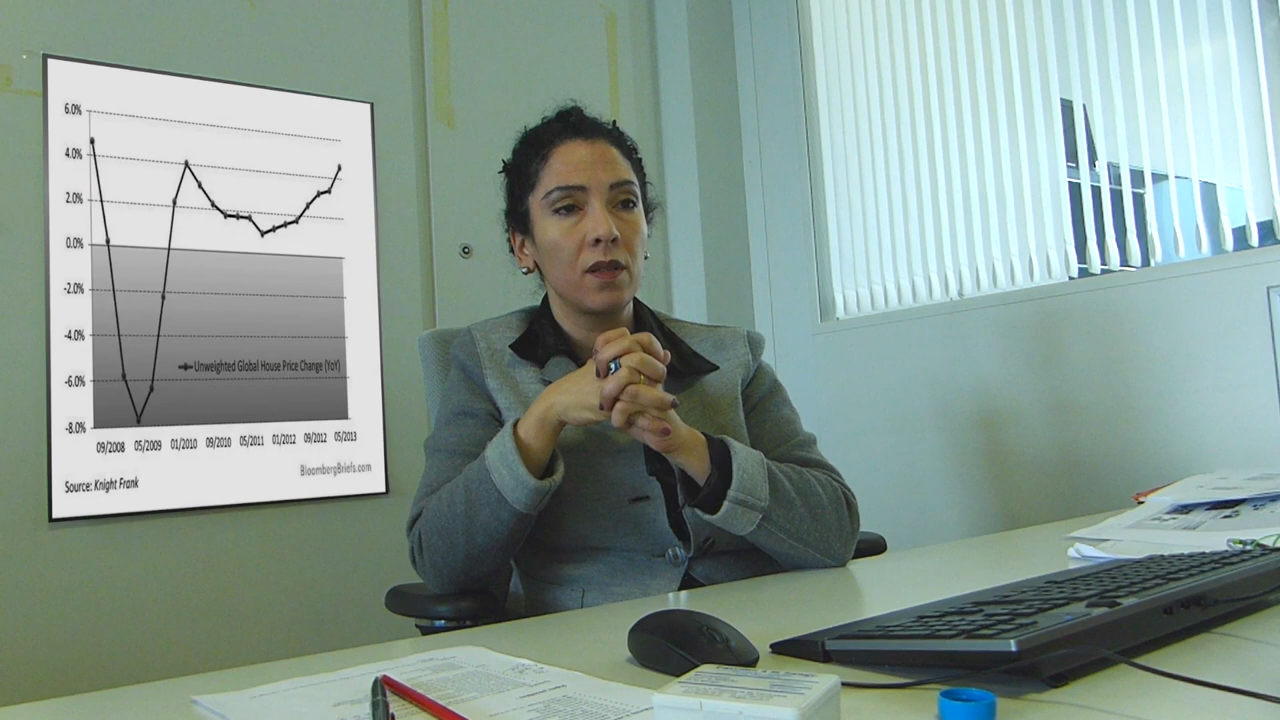 6.0%
4.0%
2.0%
0.0%
-2.0%
-4.0%
-6.0%
-8.0%
Unweighted Global House Price Change (YoY)
09/2008 05/2009 01/2010 09/2010 05/2011 01/2012 09/2012 05/2013
BloombergBriefs.com
Source: Knight Frank